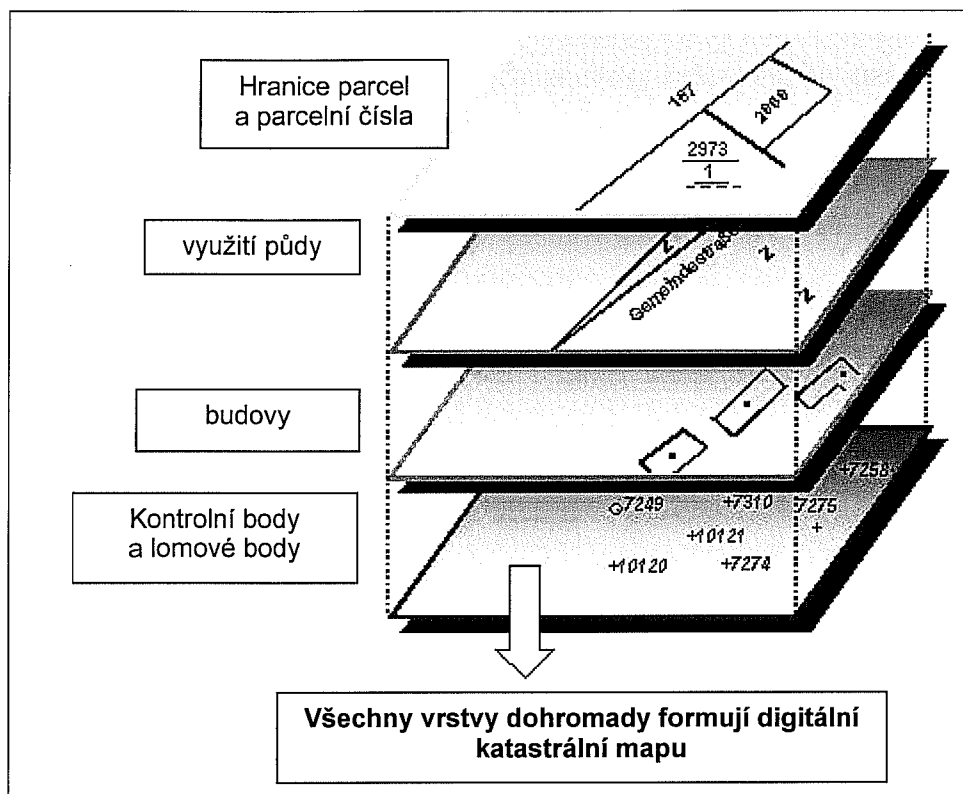 Hranice parcel
a parcelní čísla
187
2000
2973
1
využití půdy
z
Gemeindestraße
z
z
budovy
Kontrolní body
a lomové body
+7258
7249
+7310
7275
+
+10121
+10120
+7274
Všechny vrstvy dohromady formují digitální
katastrální mapu